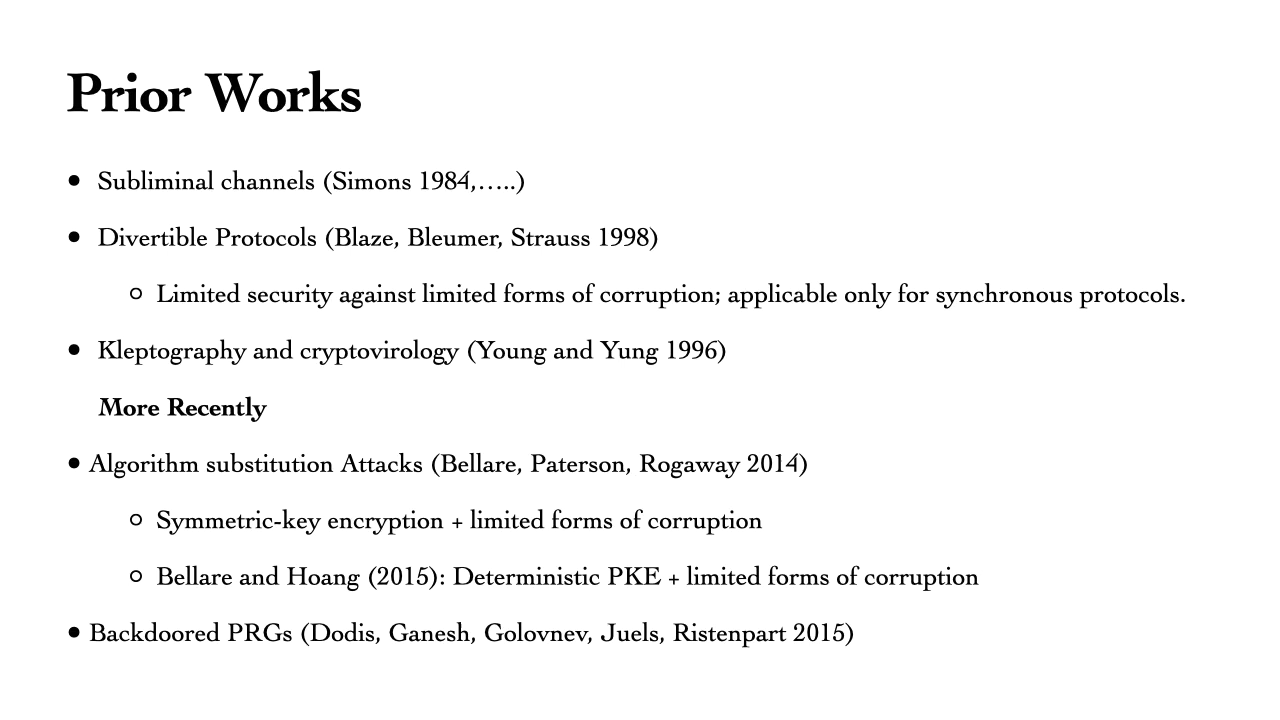 Prior Works
• Subliminal channels (Simons 1984,…..)
• Divertible Protocols (Blaze, Bleumer, Strauss 1998)
○ Limited security against limited forms of corruption; applicable only for synchronous protocols.
• Kleptography and cryptovirology (Young and Yung 1996)
More Recently
• Algorithm substitution Attacks (Bellare, Paterson, Rogaway 2014)
○ Symmetric-key encryption + limited forms of corruption
○ Bellare and Hoang (2015): Deterministic PKE + limited forms of corruption
• Backdoored PRGs (Dodis, Ganesh, Golovnev, Juels, Ristenpart 2015)